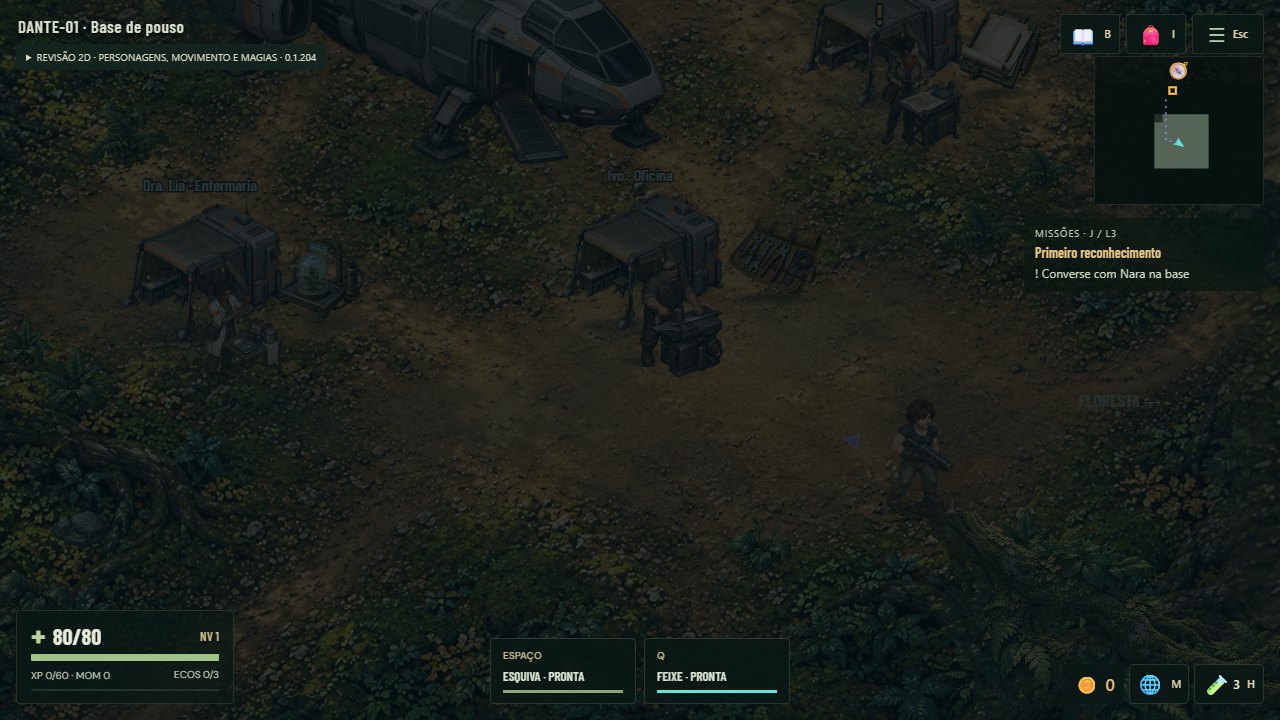 DANTE-01 · Base de pouso
▶ REVISÃO 2D · PERSONAGENS, MOVIMENTO E MAGIAS · 0.1.204
B
I
Esc
Dra. Lia · Enfermaria
Ivo · Oficina
MISSÕES · J / L3
Primeiro reconhecimento
! Converse com Nara na base
FLORESTA
80/80
NV 1
XP 0/60 · MOM 0
ECOS 0/3
ESPAÇO
ESQUIVA · PRONTA
Q
FEIXE · PRONTA
0
M
3 H